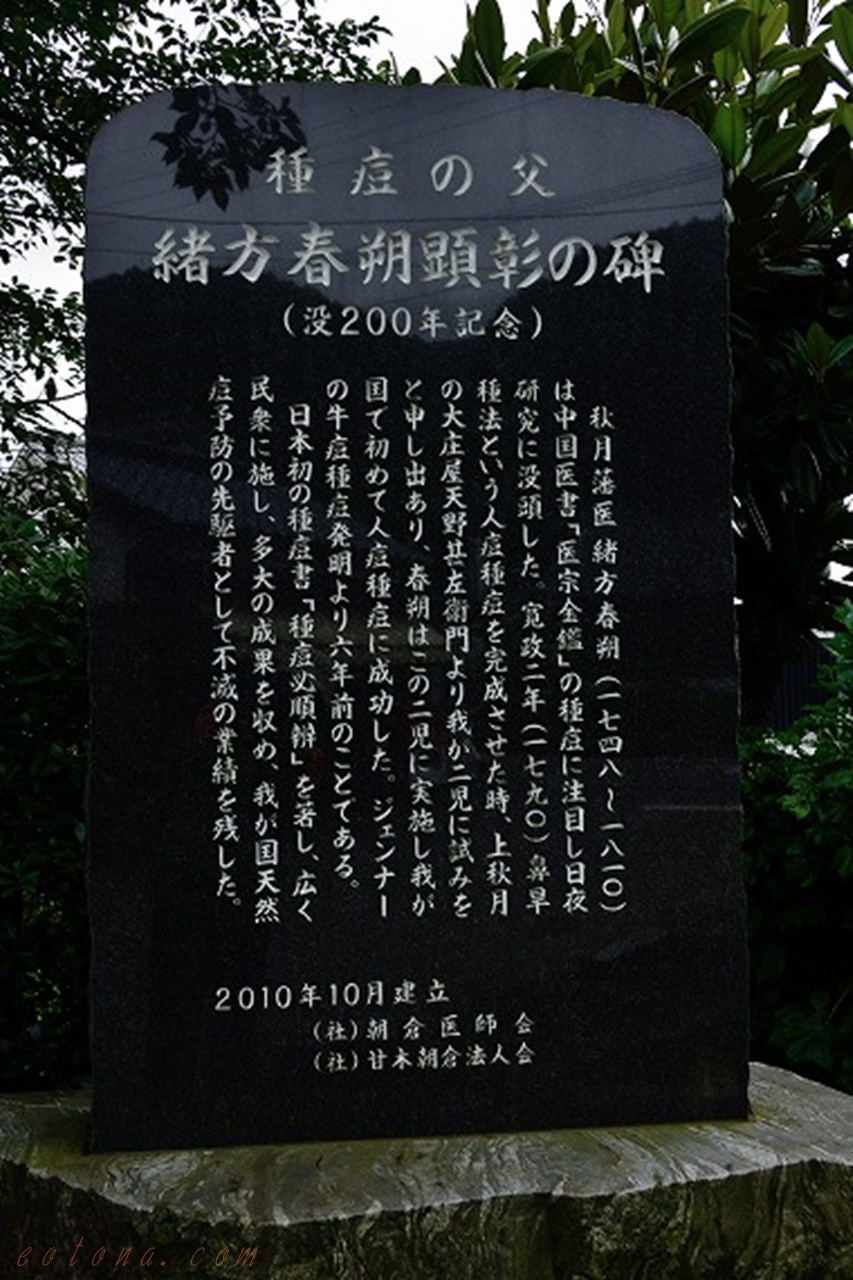 種痘の父
緒方春朔顕彰の碑
(没200年記念)
秋月藩医 緒方春朔(一七四八〜一八一〇)
は中国医書「医宗金鑑」の種痘に注目し日夜
研究に没頭した。寛政二年(一七九〇)鼻旱
種法という人痘種痘を完成させた時、上秋月
の大庄屋天野甚左衛門より我が二児に試みを
と申し出あり、春朔はこの二児に実施し我が
国で初めて人痘種痘に成功した。ジェンナー
の牛痘種痘発明より六年前のことである。
日本初の種痘書「種痘必順辨」を著し、広く
民衆に施し、多大の成果を収め、我が国天然
痘予防の先駆者として不滅の業績を残した。
2010年10月建立
(社)朝倉医師会
(社)甘木朝倉法人会
eotona.com